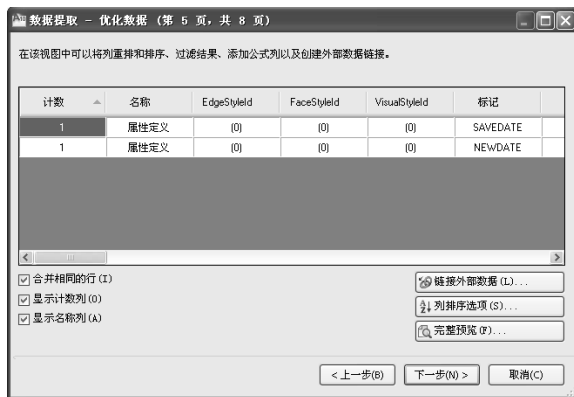 数据提取 - 优化数据 (第 5 页,共 8 页)
在该视图中可以将列重排和排序、过滤结果、添加公式列以及创建外部数据链接。
计数 名称 EdgeStyleId FaceStyleId VisualStyleId 标记
1 属性定义 (0) (0) (0) SAVEDATE
1 属性定义 (0) (0) (0) NEWDATE
合并相同的行(I) 链接外部数据(L)...
显示计数列(O) 列排序选项(S)...
显示名称列(A) 完整预览(F)...
<上一步(B) 下一步(N)> 取消(C)